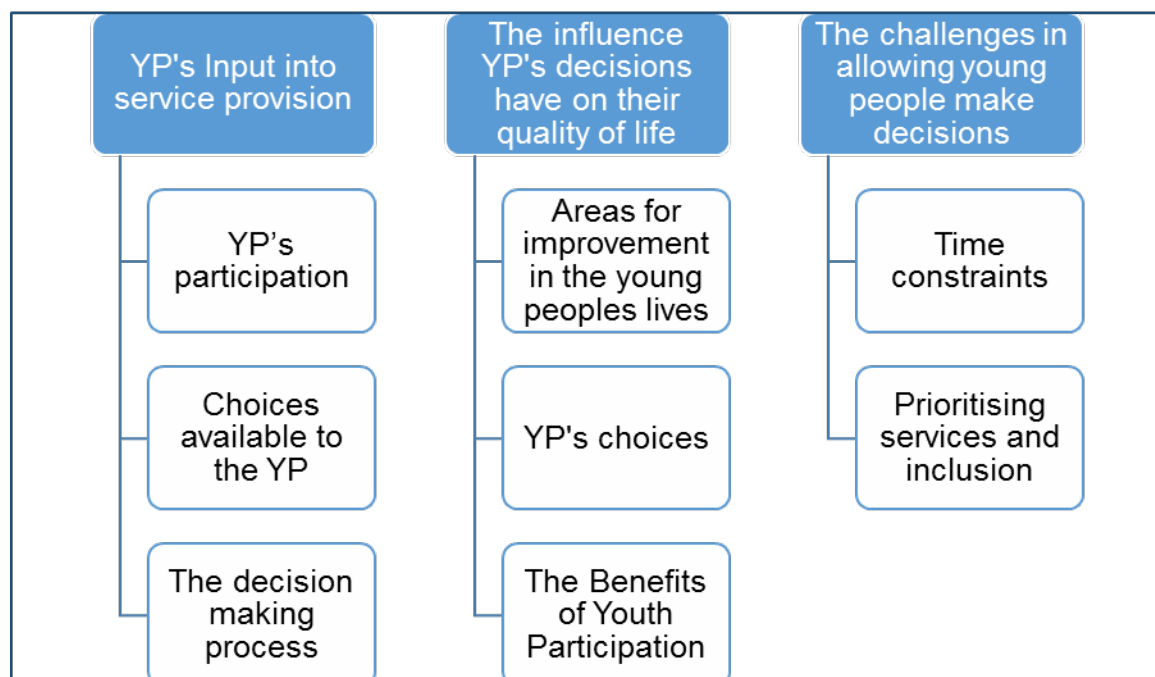 YP's Input into
service provision
YP’s
participation
Choices
available to
the YP
The decision
making
process
The influence
YP's decisions
have on their
quality of life
Areas for
improvement
in the young
peoples lives
YP's choices
The Benefits
of Youth
Participation
The challenges in
allowing young
people make
decisions
Time
constraints
Prioritising
services and
inclusion